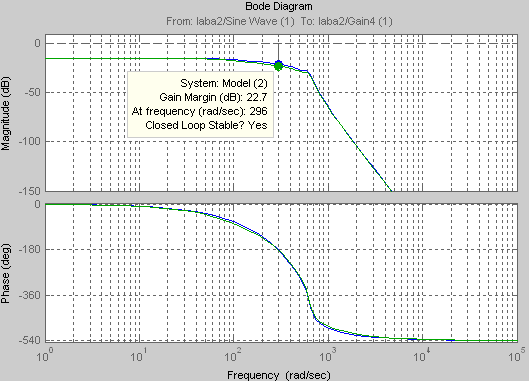 Bode Diagram
From: laba2/Sine Wave (1)  To: laba2/Gain4 (1)
Magnitude (dB)
0
-50
-100
-150
System: Model (2)
Gain Margin (dB): 22.7
At frequency (rad/sec): 296
Closed Loop Stable? Yes
Phase (deg)
0
-180
-360
-540
10^0 10^1 10^2 10^3 10^4 10^5
Frequency (rad/sec)